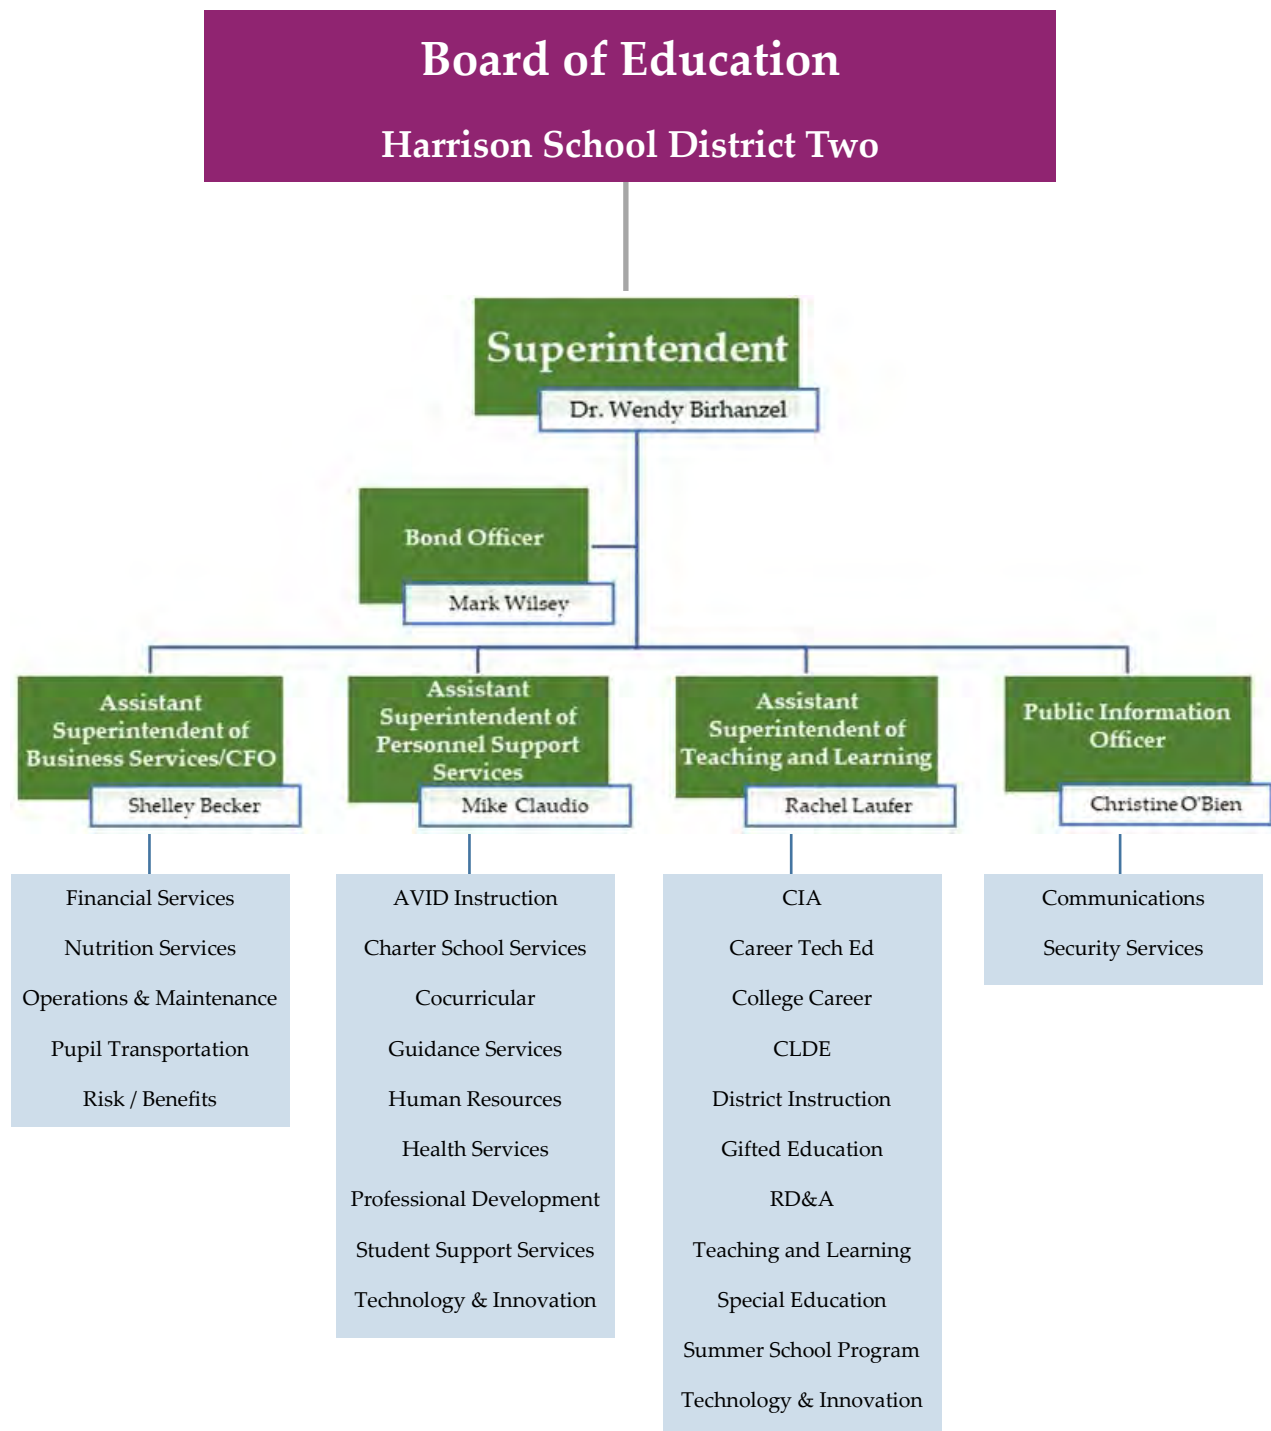 Board of Education
Harrison School District Two
Superintendent
Dr. Wendy Birhanzel
Bond Officer
Mark Wilsey
Assistant
Superintendent of
Business Services/CFO
Shelley Becker
Assistant
Superintendent of
Personnel Support
Services
Mike Claudio
Assistant
Superintendent of
Teaching and Learning
Rachel Laufer
Public Information
Officer
Christine O'Bien
Financial Services
Nutrition Services
Operations & Maintenance
Pupil Transportation
Risk / Benefits
AVID Instruction
Charter School Services
Cocurricular
Guidance Services
Human Resources
Health Services
Professional Development
Student Support Services
Technology & Innovation
CIA
Career Tech Ed
College Career
CLDE
District Instruction
Gifted Education
RD&A
Teaching and Learning
Special Education
Summer School Program
Technology & Innovation
Communications
Security Services